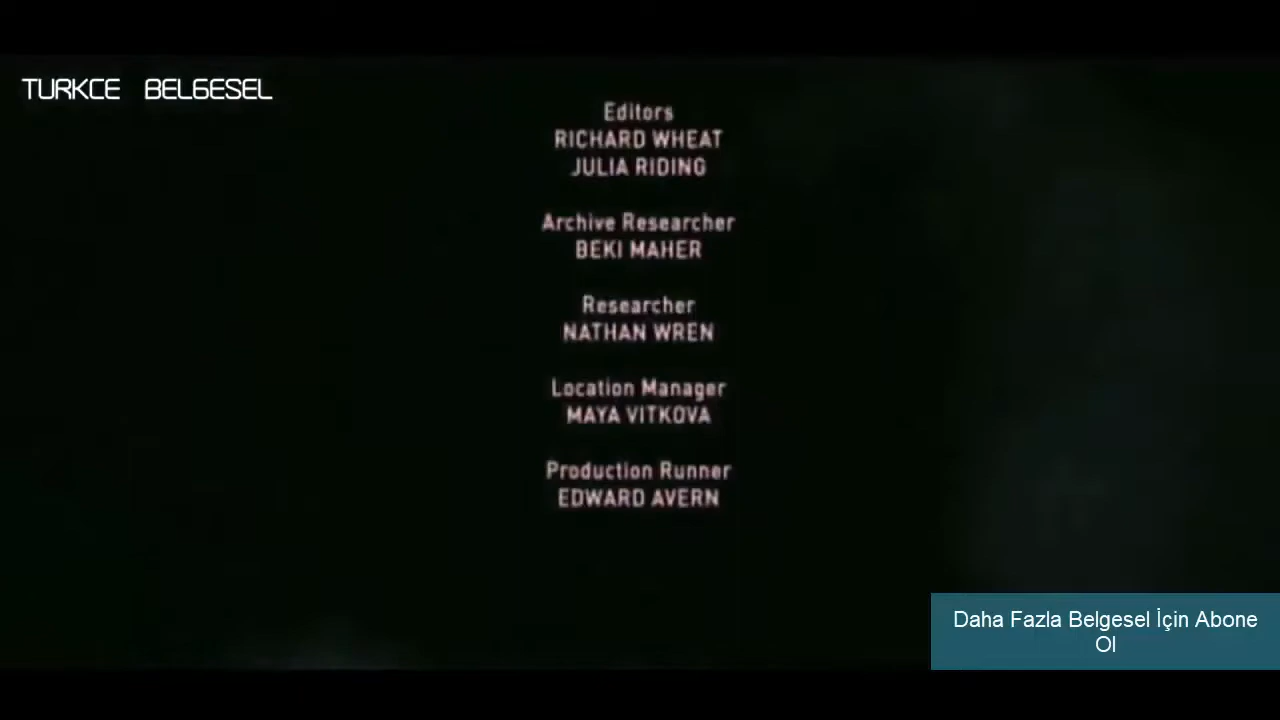 TURKCE BELGESEL
Editors
RICHARD WHEAT
JULIA RIDING
Archive Researcher
BEKI MAHER
Researcher
NATHAN WREN
Location Manager
MAYA VITKOVA
Production Runner
EDWARD AVERN
Daha Fazla Belgesel İçin Abone
Ol